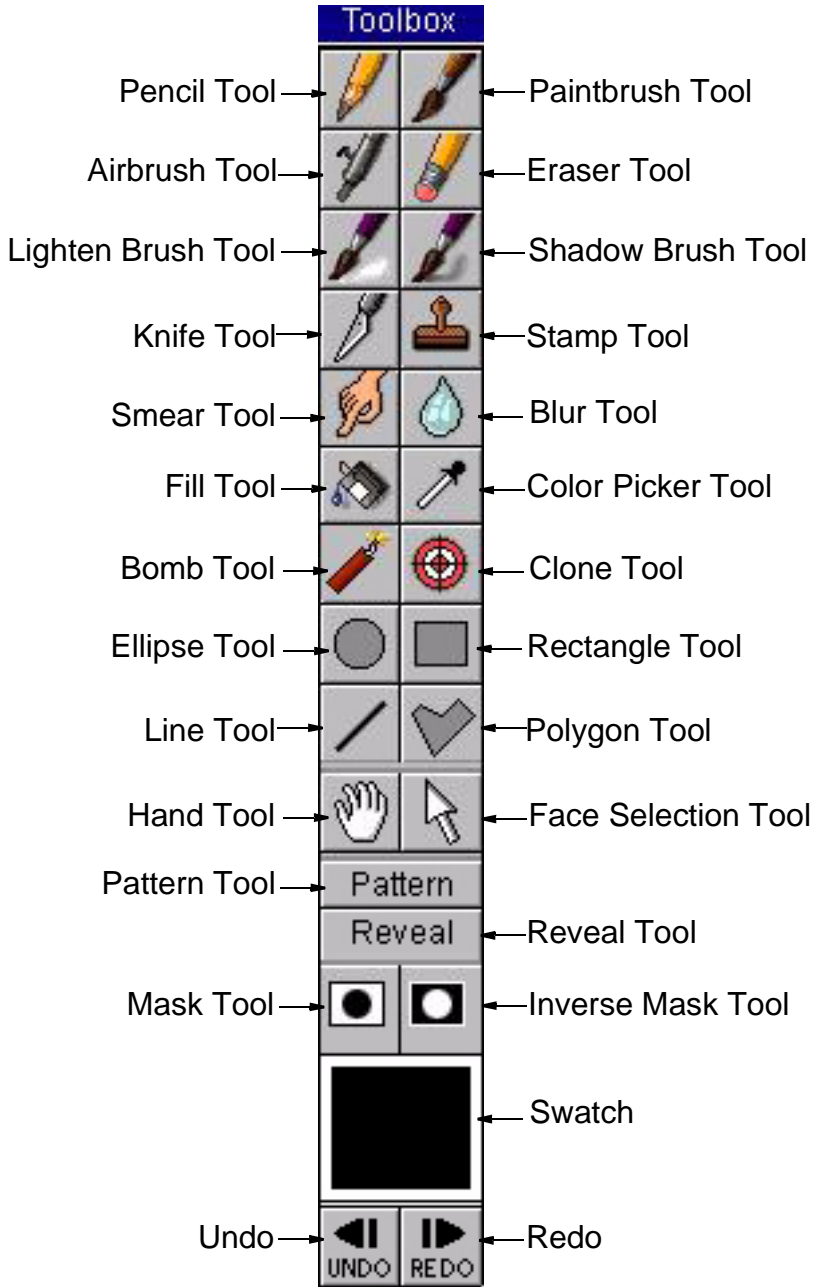 Toolbox
Pencil Tool
Paintbrush Tool
Airbrush Tool
Eraser Tool
Lighten Brush Tool
Shadow Brush Tool
Knife Tool
Stamp Tool
Smear Tool
Blur Tool
Fill Tool
Color Picker Tool
Bomb Tool
Clone Tool
Ellipse Tool
Rectangle Tool
Line Tool
Polygon Tool
Hand Tool
Face Selection Tool
Pattern Tool
Pattern
Reveal
Reveal Tool
Mask Tool
Inverse Mask Tool
Swatch
Undo
UNDO
REDO
Redo